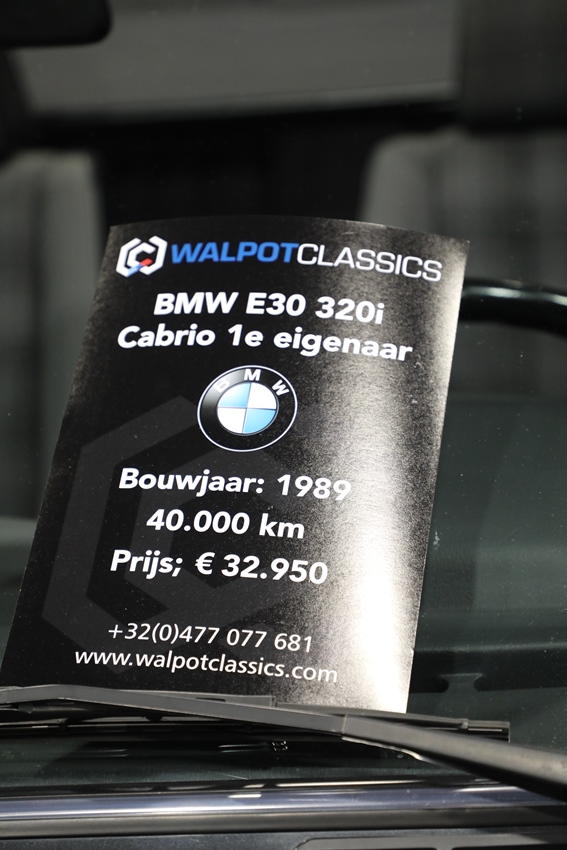 WALPOTCLASSICS
BMW E30 320i
Cabrio 1e eigenaar
BMW
Bouwjaar: 1989
40.000 km
Prijs; € 32.950
+32(0)477 077 681
www.walpotclassics.com